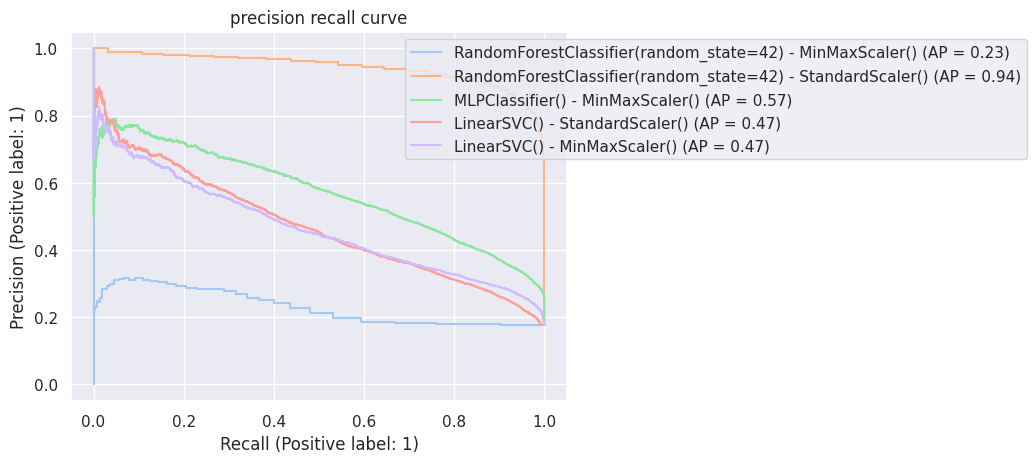 precision recall curve
RandomForestClassifier(random_state=42) - MinMaxScaler() (AP = 0.23)
RandomForestClassifier(random_state=42) - StandardScaler() (AP = 0.94)
MLPClassifier() - MinMaxScaler() (AP = 0.57)
LinearSVC() - StandardScaler() (AP = 0.47)
LinearSVC() - MinMaxScaler() (AP = 0.47)
Precision (Positive label: 1)
1.0
0.8
0.6
0.4
0.2
0.0
0.0 0.2 0.4 0.6 0.8 1.0
Recall (Positive label: 1)